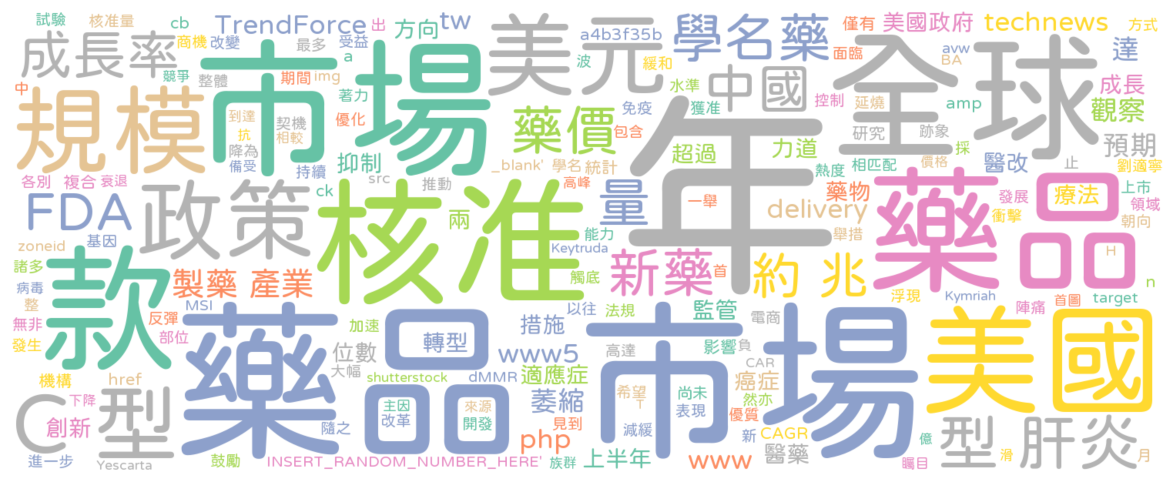 試驗 核准量 cb TrendForce 出 方向 tw a4b3f35b 學名藥 僅有 美國政府 technews 方式
成長率 商機 改變 最多 受益 a 美元 波 緩和 面臨 達 avw BA
競爭 整體 期間 img 市場 著力 水準 獲准 中國 控制 延燒 amp 全球 成長
中 規模 到達 抗 契機 相較 優化 藥價 免疫 包含 力道 研究 跡象 觀察 採
降為 備受 持續 抑制 超過 年 熱度 相匹配 醫改 預期 價格 止 劉適寧
各別 複合 衰退 ck src 推動 _blank' 學名 統計 高峰 一舉 藥物 發展 療法 上市 領域
FDA 政策 核准 兩 量 delivery 藥品 舉措 衝擊 朝向
zoneid 基因 能力 Keytruda 觸底 新藥 首 約 兆 浮現 H
諸多 病毒 款 製藥 產業 Kymriah 陣痛 首圖 target n
整 無非 反彈 MSI 藥品 轉型 加速 措施 以往 法規 市場 監管 電商 美國
發生 部位 位數 大幅 www5 高達 影響 負
機構 href shutterstock dMMR 適應症 CAR 癌症 尚未 然亦
C 型 下降 創新 主因 改革 來源 開發 萎縮 見到 希望 T 減緩 優質 表現 型 肝炎
隨之 php 新 CAGR 醫藥 億
進一步 Yescarta 鼓勵 INSERT_RANDOM_NUMBER_HERE' 族群 上半年 www 矚目 滑 月